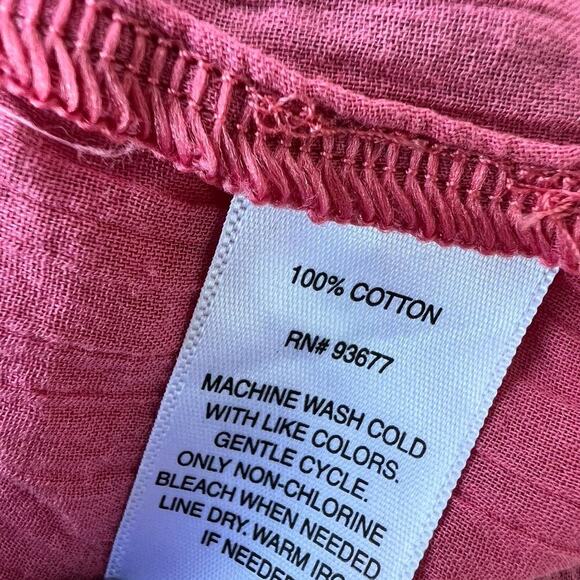 100% COTTON
RN# 93677
MACHINE WASH COLD
WITH LIKE COLORS.
GENTLE CYCLE.
ONLY NON-CHLORINE
BLEACH WHEN NEEDED
LINE DRY. WARM IRO
IF NEEDED